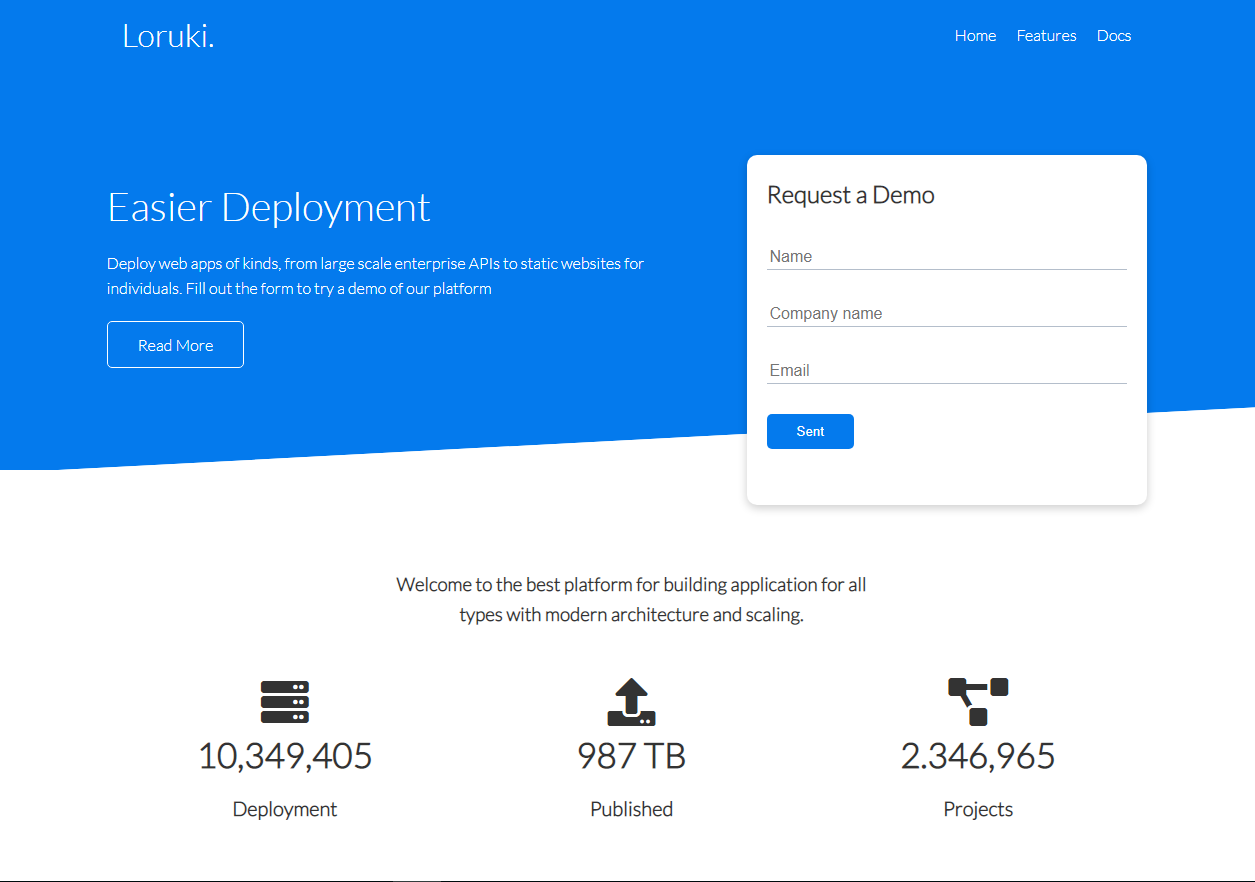 Loruki.
Home Features Docs
Easier Deployment
Deploy web apps of kinds, from large scale enterprise APIs to static websites for
individuals. Fill out the form to try a demo of our platform
Read More
Request a Demo
Name
Company name
Email
Sent
Welcome to the best platform for building application for all
types with modern architecture and scaling.
10,349,405
Deployment
987 TB
Published
2.346,965
Projects